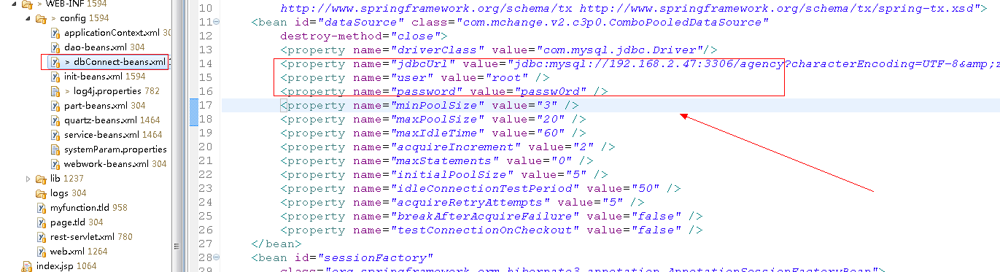 WEB-INF 1594
> config 1594
applicationContext.xml 30
dao-beans.xml 304
> dbConnect-beans.xml 1
init-beans.xml 1594
> log4j.properties 782
part-beans.xml 304
quartz-beans.xml 1464
service-beans.xml 1464
systemParam.properties
webwork-beans.xml 304
lib 1237
logs 304
myfunction.tld 958
page.tld 304
rest-servlet.xml 780
web.xml 1264
index.jsp 1064
10 http://www.springframework.org/schema/tx http://www.springframework.org/schema/tx/spring-tx.xsd">
11 <bean id="dataSource" class="com.mchange.v2.c3p0.ComboPooledDataSource"
12 destroy-method="close">
13 <property name="driverClass" value="com.mysql.jdbc.Driver"/>
14 <property name="jdbcUrl" value="jdbc:mysql://192.168.2.47:3306/agency?characterEncoding=UTF-8&amp;z
15 <property name="user" value="root" />
16 <property name="password" value="passw0rd" />
17 <property name="minPoolSize" value="3" />
18 <property name="maxPoolSize" value="20" />
19 <property name="maxIdleTime" value="60" />
20 <property name="acquireIncrement" value="2" />
21 <property name="maxStatements" value="0" />
22 <property name="initialPoolSize" value="5" />
23 <property name="idleConnectionTestPeriod" value="50" />
24 <property name="acquireRetryAttempts" value="5" />
25 <property name="breakAfterAcquireFailure" value="false" />
26 <property name="testConnectionOnCheckout" value="false" />
27 </bean>
28 <bean id="sessionFactory"
29 class="org.springframework.orm.hibernate3.annotation.AnnotationSessionFactoryBean">